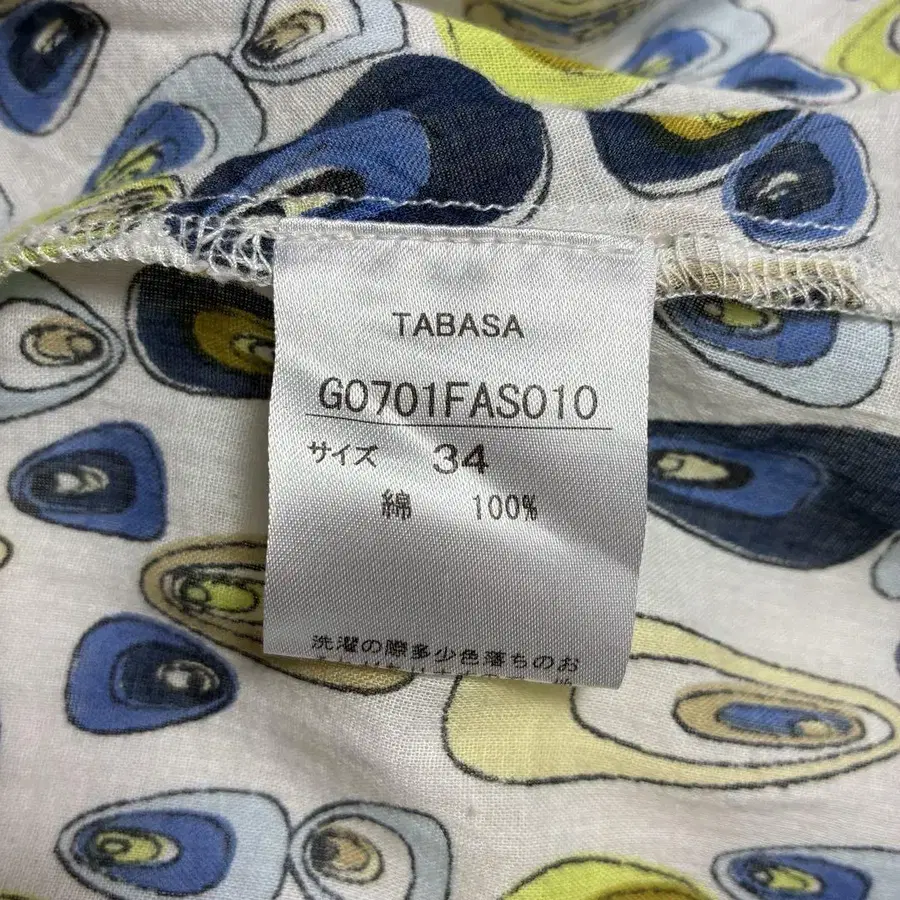 TABASA
G0701FAS010
サイズ 34
綿 100%
洗濯の際多少色落ちのお